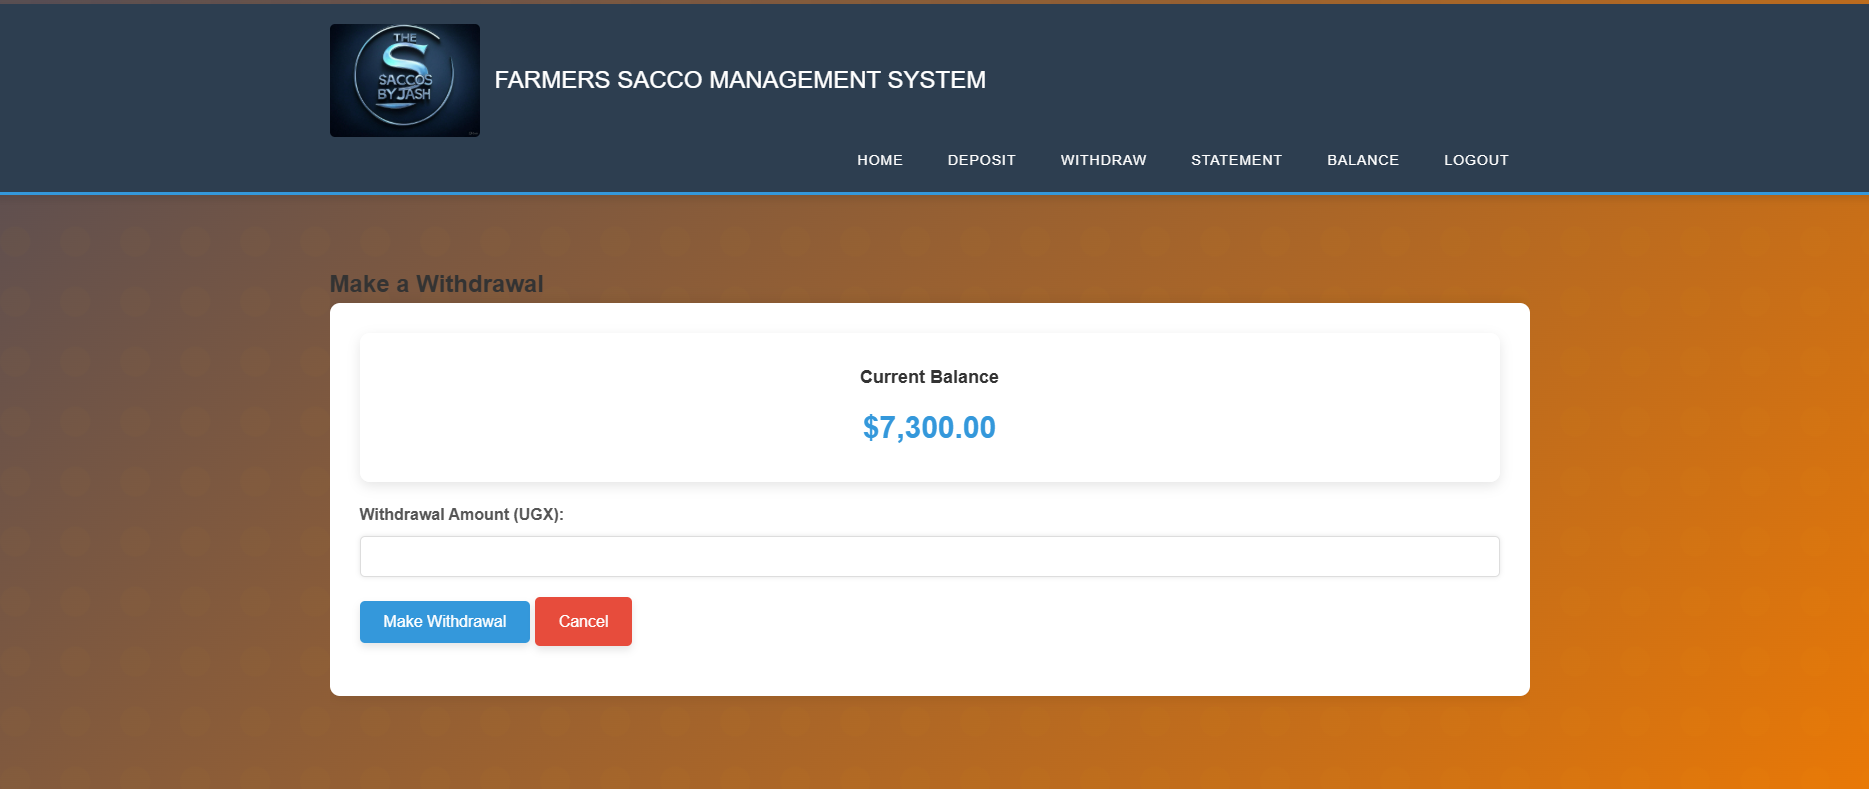 THE
S
SACCOS
BY JASH
FARMERS SACCO MANAGEMENT SYSTEM
HOME DEPOSIT WITHDRAW STATEMENT BALANCE LOGOUT
Make a Withdrawal
Current Balance
$7,300.00
Withdrawal Amount (UGX):
Make Withdrawal Cancel